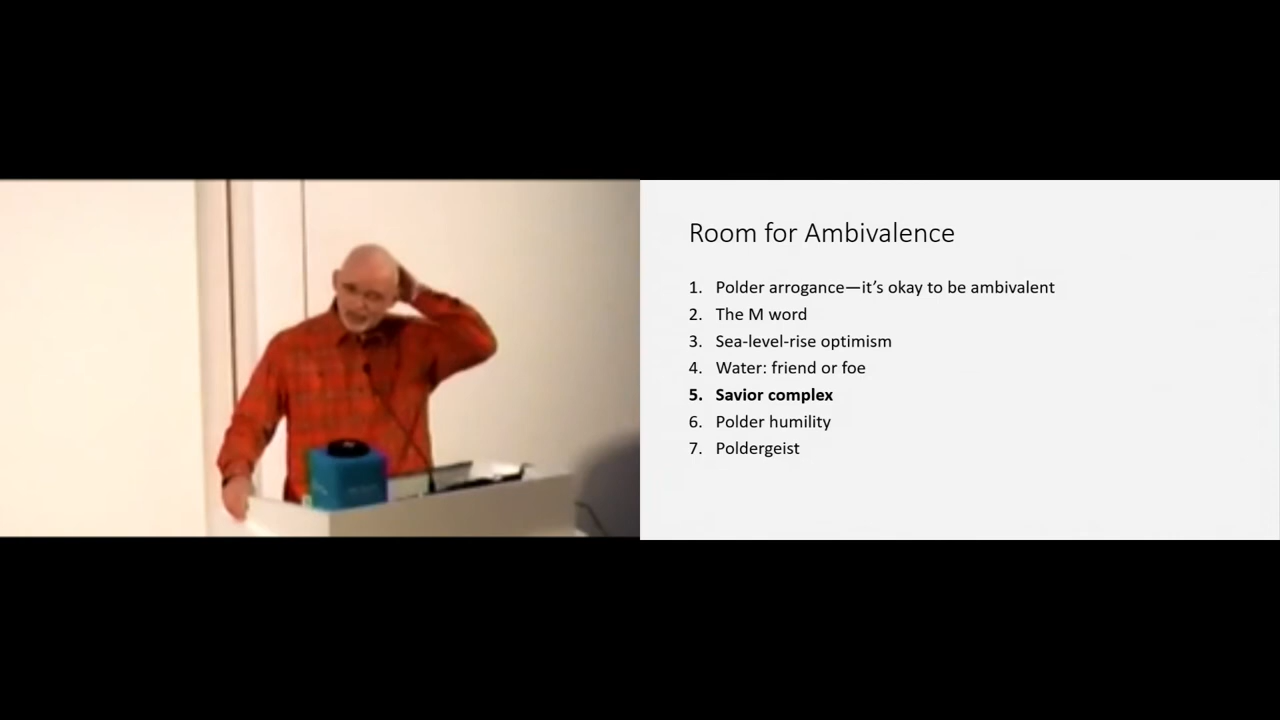 Room for Ambivalence
1. Polder arrogance—it’s okay to be ambivalent
2. The M word
3. Sea-level-rise optimism
4. Water: friend or foe
5. Savior complex
6. Polder humility
7. Poldergeist